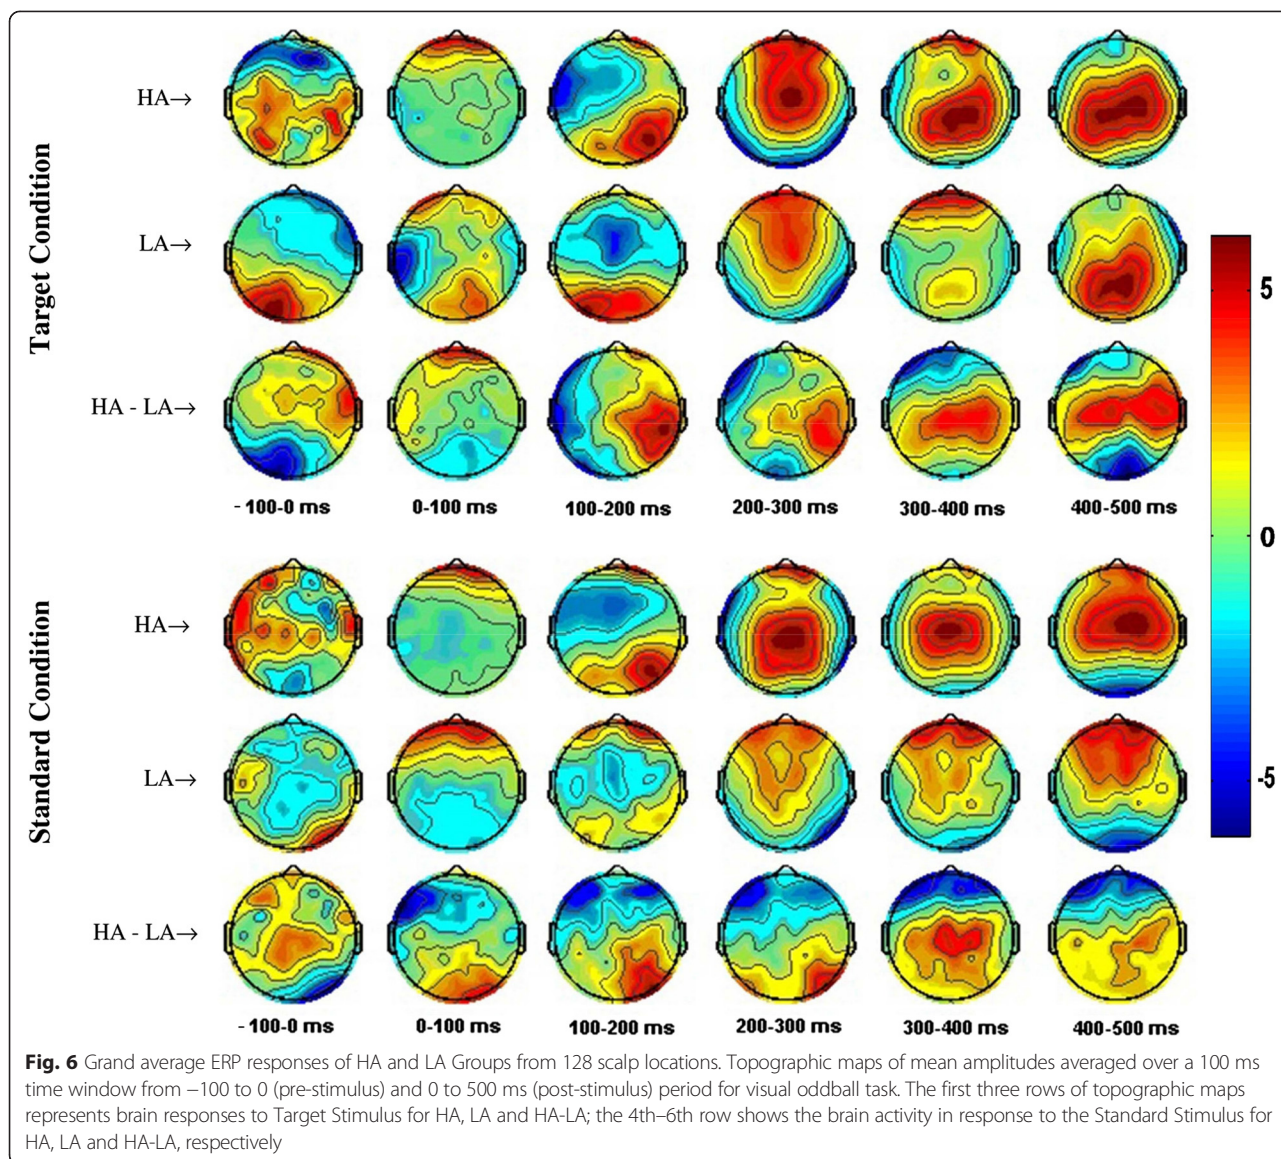 Target Condition
HA→
LA→
HA - LA→
- 100-0 ms 0-100 ms 100-200 ms 200-300 ms 300-400 ms 400-500 ms
5
0
-5
Standard Condition
HA→
LA→
HA - LA→
- 100-0 ms 0-100 ms 100-200 ms 200-300 ms 300-400 ms 400-500 ms
Fig. 6 Grand average ERP responses of HA and LA Groups from 128 scalp locations. Topographic maps of mean amplitudes averaged over a 100 ms
time window from −100 to 0 (pre-stimulus) and 0 to 500 ms (post-stimulus) period for visual oddball task. The first three rows of topographic maps
represents brain responses to Target Stimulus for HA, LA and HA-LA; the 4th–6th row shows the brain activity in response to the Standard Stimulus for
HA, LA and HA-LA, respectively